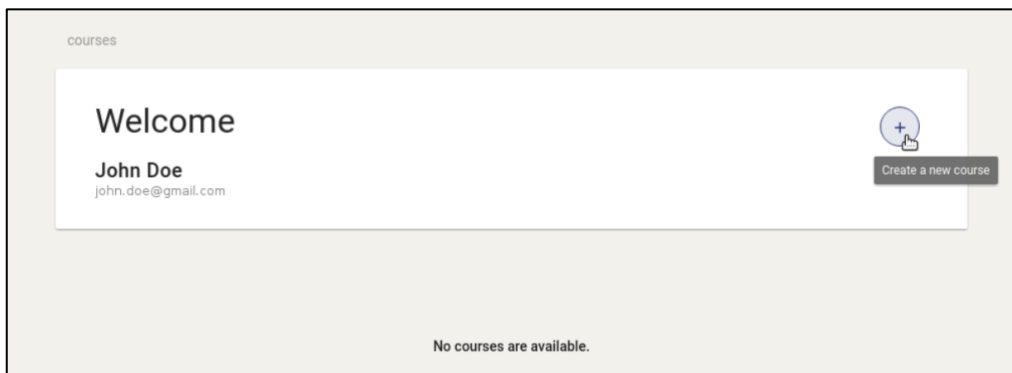 courses
Welcome
+
John Doe
john.doe@gmail.com
Create a new course
No courses are available.